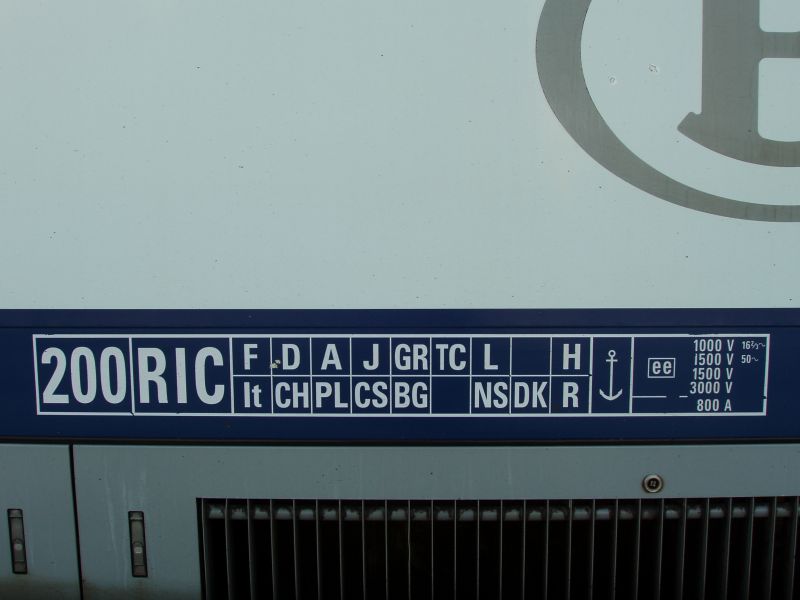 200 RIC F D A J GR TC L H
It CH PL CS BG NS DK R
ee
1000 V 16⅔~
1500 V 50~
1500 V
3000 V
800 A
B